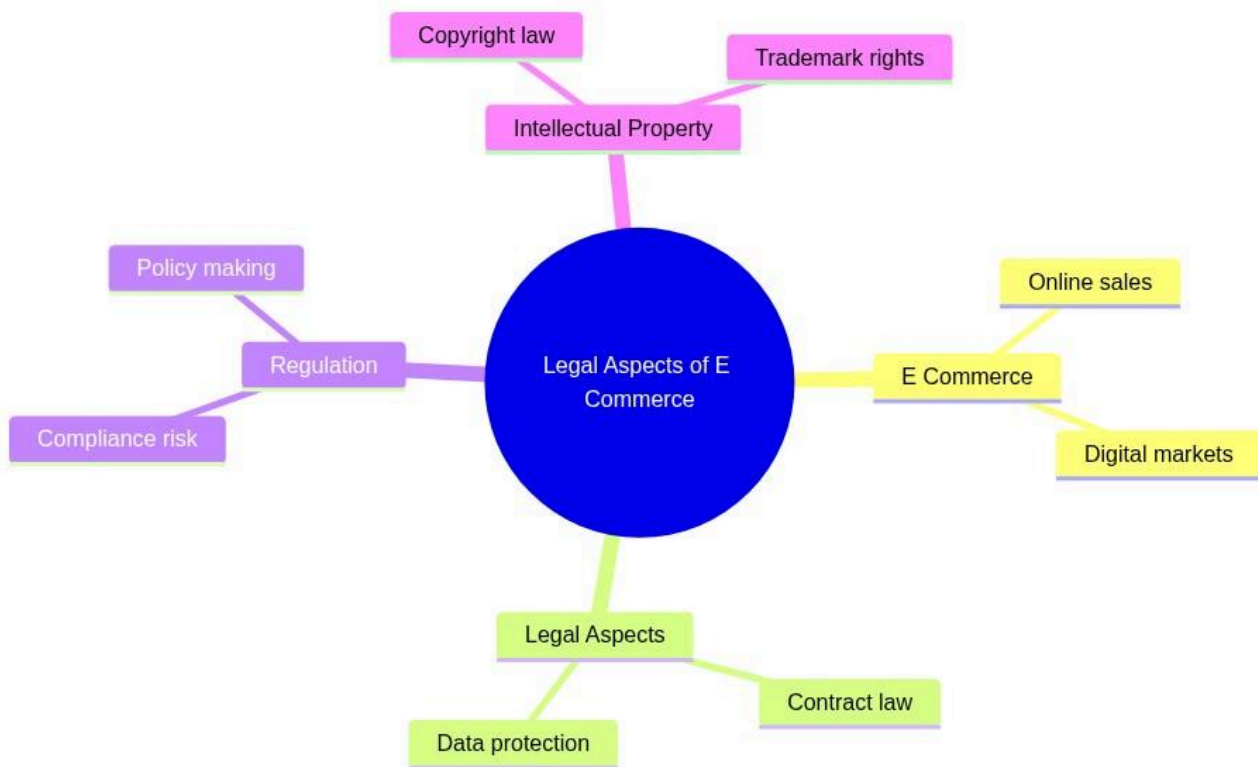 Copyright law
Trademark rights
Intellectual Property
Policy making
Online sales
Regulation
Legal Aspects of E
Commerce
E Commerce
Compliance risk
Digital markets
Legal Aspects
Contract law
Data protection